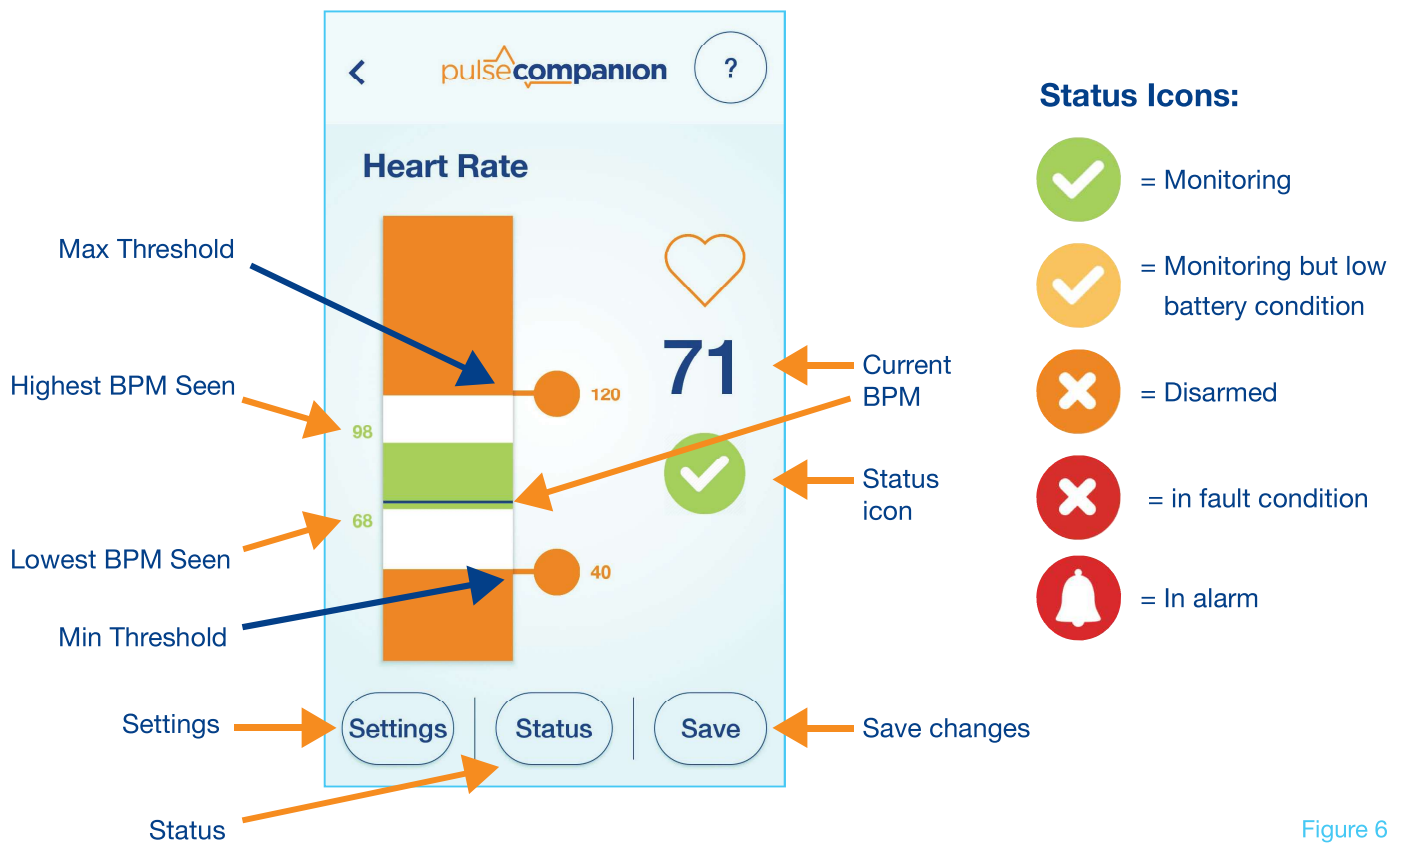 pulsecompanion
?
Heart Rate
Max Threshold
Highest BPM Seen
98
68
Lowest BPM Seen
Min Threshold
120
40
71
Current
BPM
Status
icon
Settings
Settings
Status
Save
Save changes
Status
Status Icons:
= Monitoring
= Monitoring but low
battery condition
= Disarmed
= in fault condition
= In alarm
Figure 6